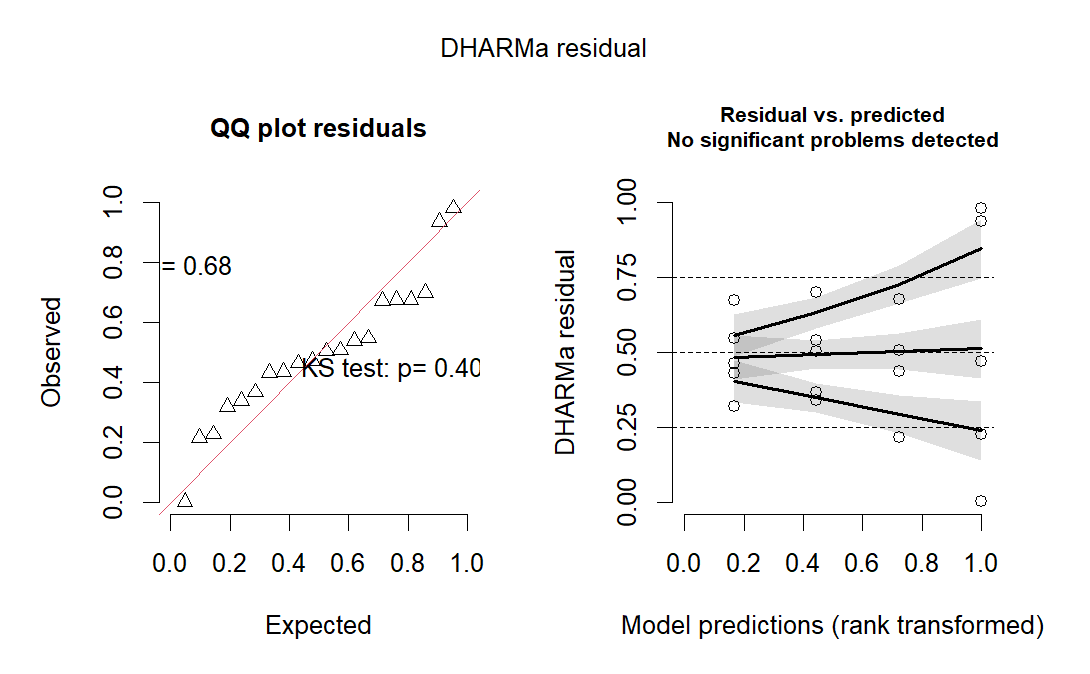 DHARMa residual
QQ plot residuals
Observed
0.0 0.2 0.4 0.6 0.8 1.0
= 0.68
KS test: p= 0.40
0.0 0.2 0.4 0.6 0.8 1.0
Expected
Residual vs. predicted
No significant problems detected
DHARMa residual
0.00 0.25 0.50 0.75 1.00
0.0 0.2 0.4 0.6 0.8 1.0
Model predictions (rank transformed)